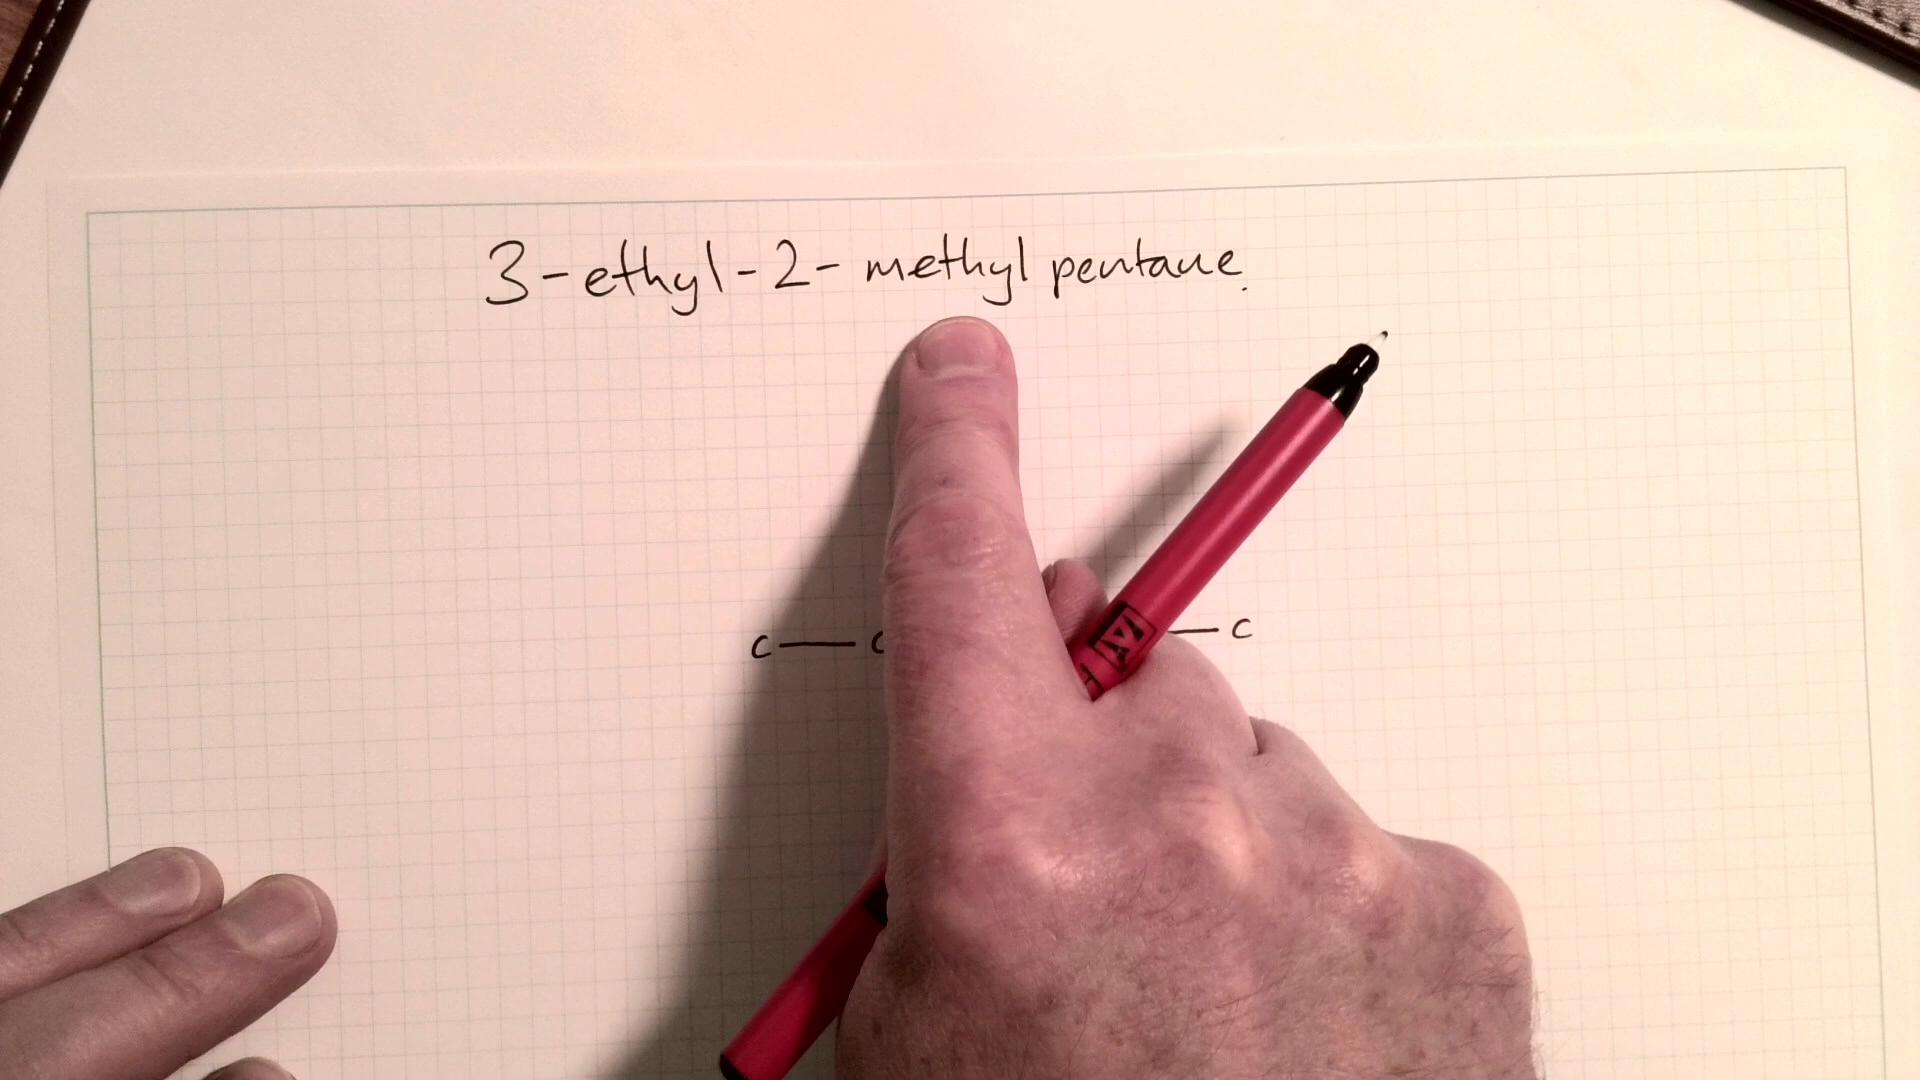 3-ethyl-2-methyl pentane.
c — c — c